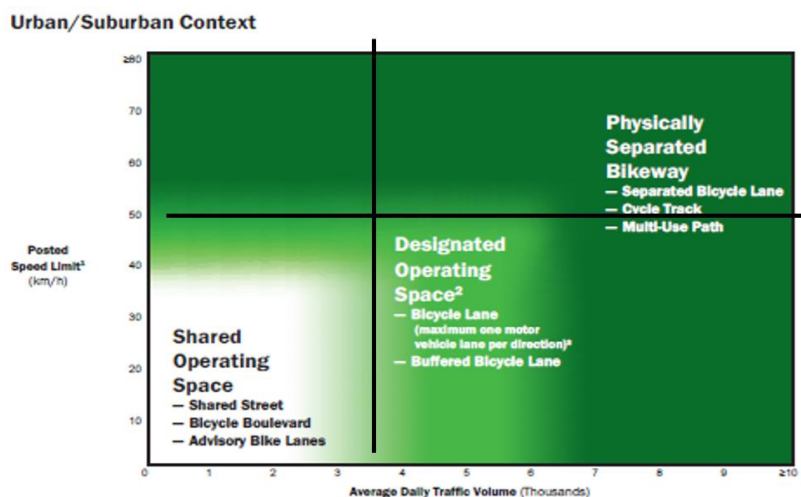 Urban/Suburban Context
≥80
70
60
50
40
30
20
10
Posted
Speed Limit¹
(km/h)
Physically
Separated
Bikeway
— Separated Bicycle Lane
— Cycle Track
— Multi-Use Path
Designated
Operating
Space²
— Bicycle Lane
(maximum one motor
vehicle lane per direction)³
— Buffered Bicycle Lane
Shared
Operating
Space
— Shared Street
— Bicycle Boulevard
— Advisory Bike Lanes
0 1 2 3 4 5 6 7 8 9 ≥10
Average Daily Traffic Volume (Thousands)